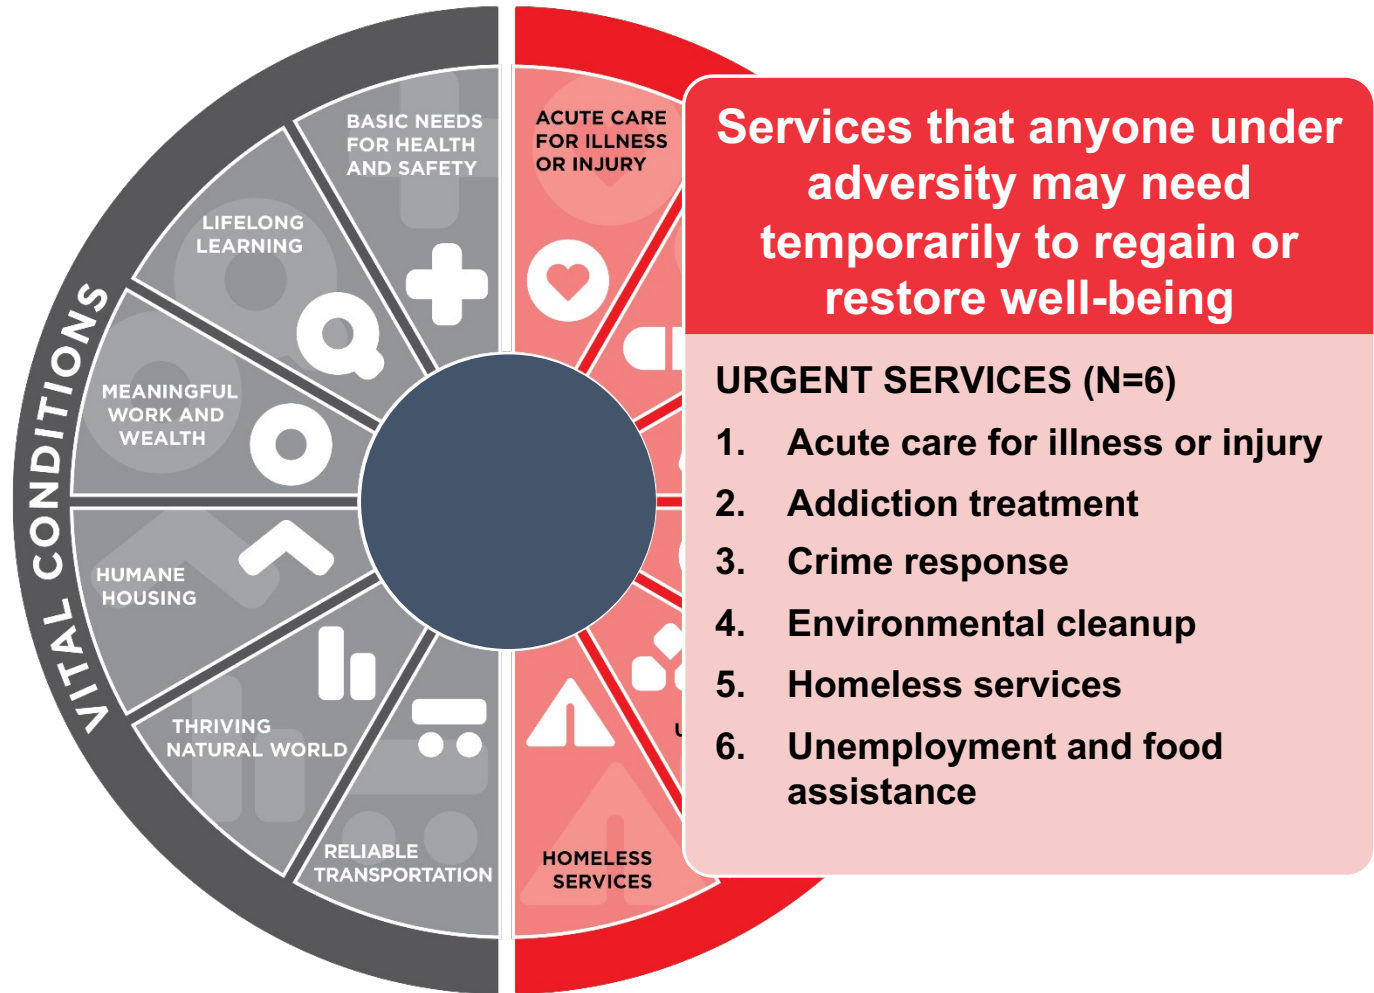 VITAL CONDITIONS
BASIC NEEDS
FOR HEALTH
AND SAFETY
LIFELONG
LEARNING
MEANINGFUL
WORK AND
WEALTH
HUMANE
HOUSING
THRIVING
NATURAL WORLD
RELIABLE
TRANSPORTATION
ACUTE CARE
FOR ILLNESS
OR INJURY
HOMELESS
SERVICES
Services that anyone under
adversity may need
temporarily to regain or
restore well-being
URGENT SERVICES (N=6)
1. Acute care for illness or injury
2. Addiction treatment
3. Crime response
4. Environmental cleanup
5. Homeless services
6. Unemployment and food
assistance